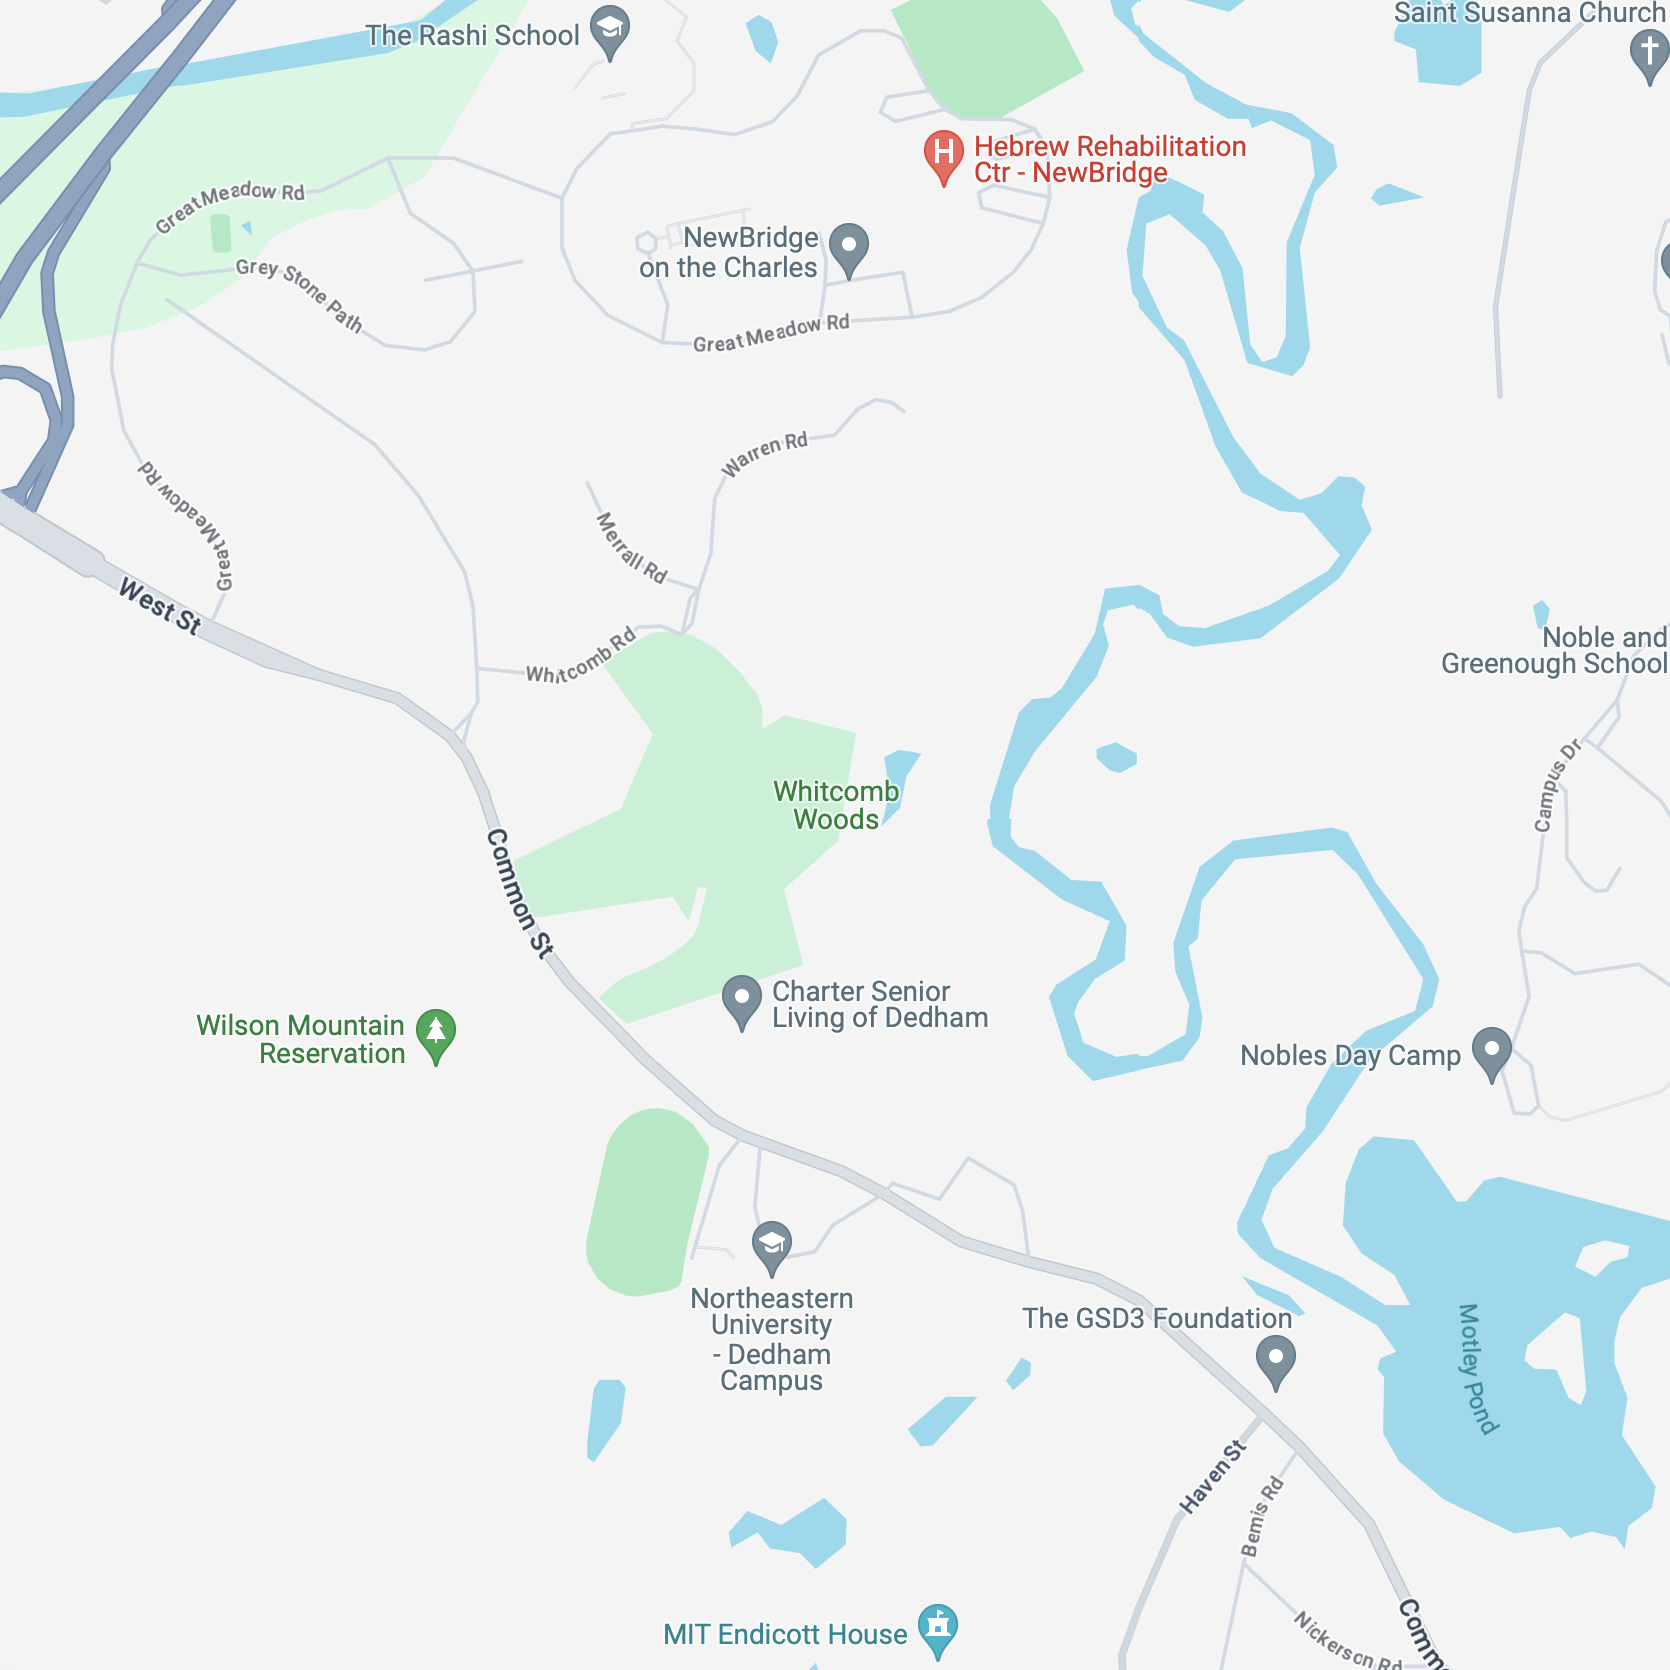 Saint Susanna Church
The Rashi School
Hebrew Rehabilitation
Ctr - NewBridge
Great Meadow Rd
NewBridge
on the Charles
Grey Stone Path
Great Meadow Rd
Warren Rd
Great Meadow Rd
Merrall Rd
West St
Whitcomb Rd
Noble and
Greenough School
Campus Dr
Whitcomb
Woods
Common St
Charter Senior
Living of Dedham
Wilson Mountain
Reservation
Nobles Day Camp
Northeastern
University
- Dedham
Campus
The GSD3 Foundation
Motley Pond
Haven St
Bemis Rd
MIT Endicott House
Nickerson Rd
Comm